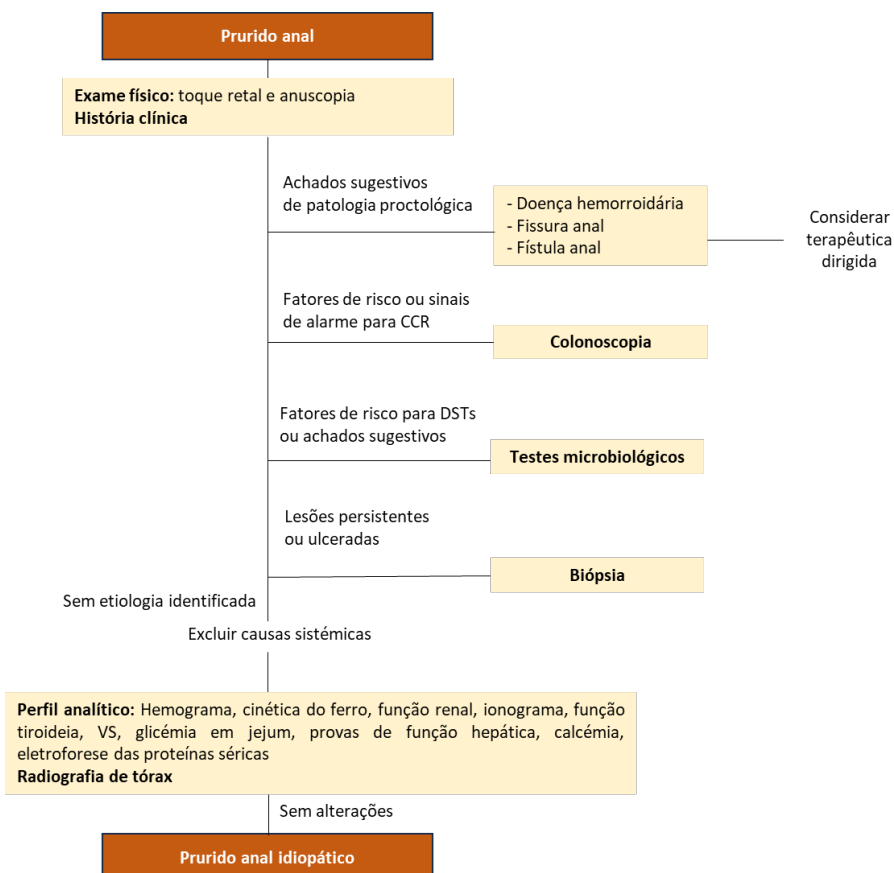 Prurido anal
Exame físico: toque retal e anuscopia
História clínica
Achados sugestivos
de patologia proctológica
- Doença hemorroidária
- Fissura anal
- Fístula anal
Considerar
terapêutica
dirigida
Fatores de risco ou sinais
de alarme para CCR
Colonoscopia
Fatores de risco para DSTs
ou achados sugestivos
Testes microbiológicos
Lesões persistentes
ou ulceradas
Biópsia
Sem etiologia identificada
Excluir causas sistémicas
Perfil analítico: Hemograma, cinética do ferro, função renal, ionograma, função
tiroideia, VS, glicémia em jejum, provas de função hepática, calcémia,
eletroforese das proteínas séricas
Radiografia de tórax
Sem alterações
Prurido anal idiopático